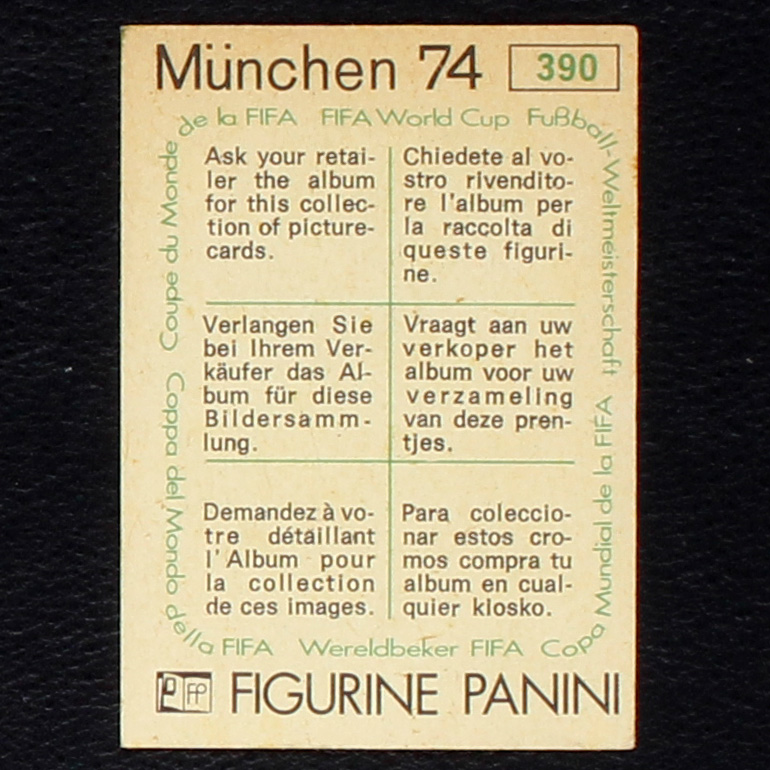 München 74 390
de la FIFA FIFA World Cup Fußball-Weltmeisterschaft
Ask your retai-
ler the album
for this collec-
tion of picture-
cards.
Chiedete al vo-
stro rivendito-
re l'album per
la raccolta di
queste figuri-
ne.
Verlangen Sie
bei Ihrem Ver-
käufer das Al-
bum für diese
Bildersamm-
lung.
Vraagt aan uw
verkoper het
album voor uw
verzameling
van deze pren-
tjes.
Demandez à vo-
tre détaillant
l'Album pour
la collection
de ces images.
Para coleccio-
nar estos cro-
mos compra tu
album en cual-
quier kiosko.
Copa Mundial de la FIFA
Wereldbeker FIFA
Coppa del Mondo della FIFA
Coupe du Monde
FP FIGURINE PANINI